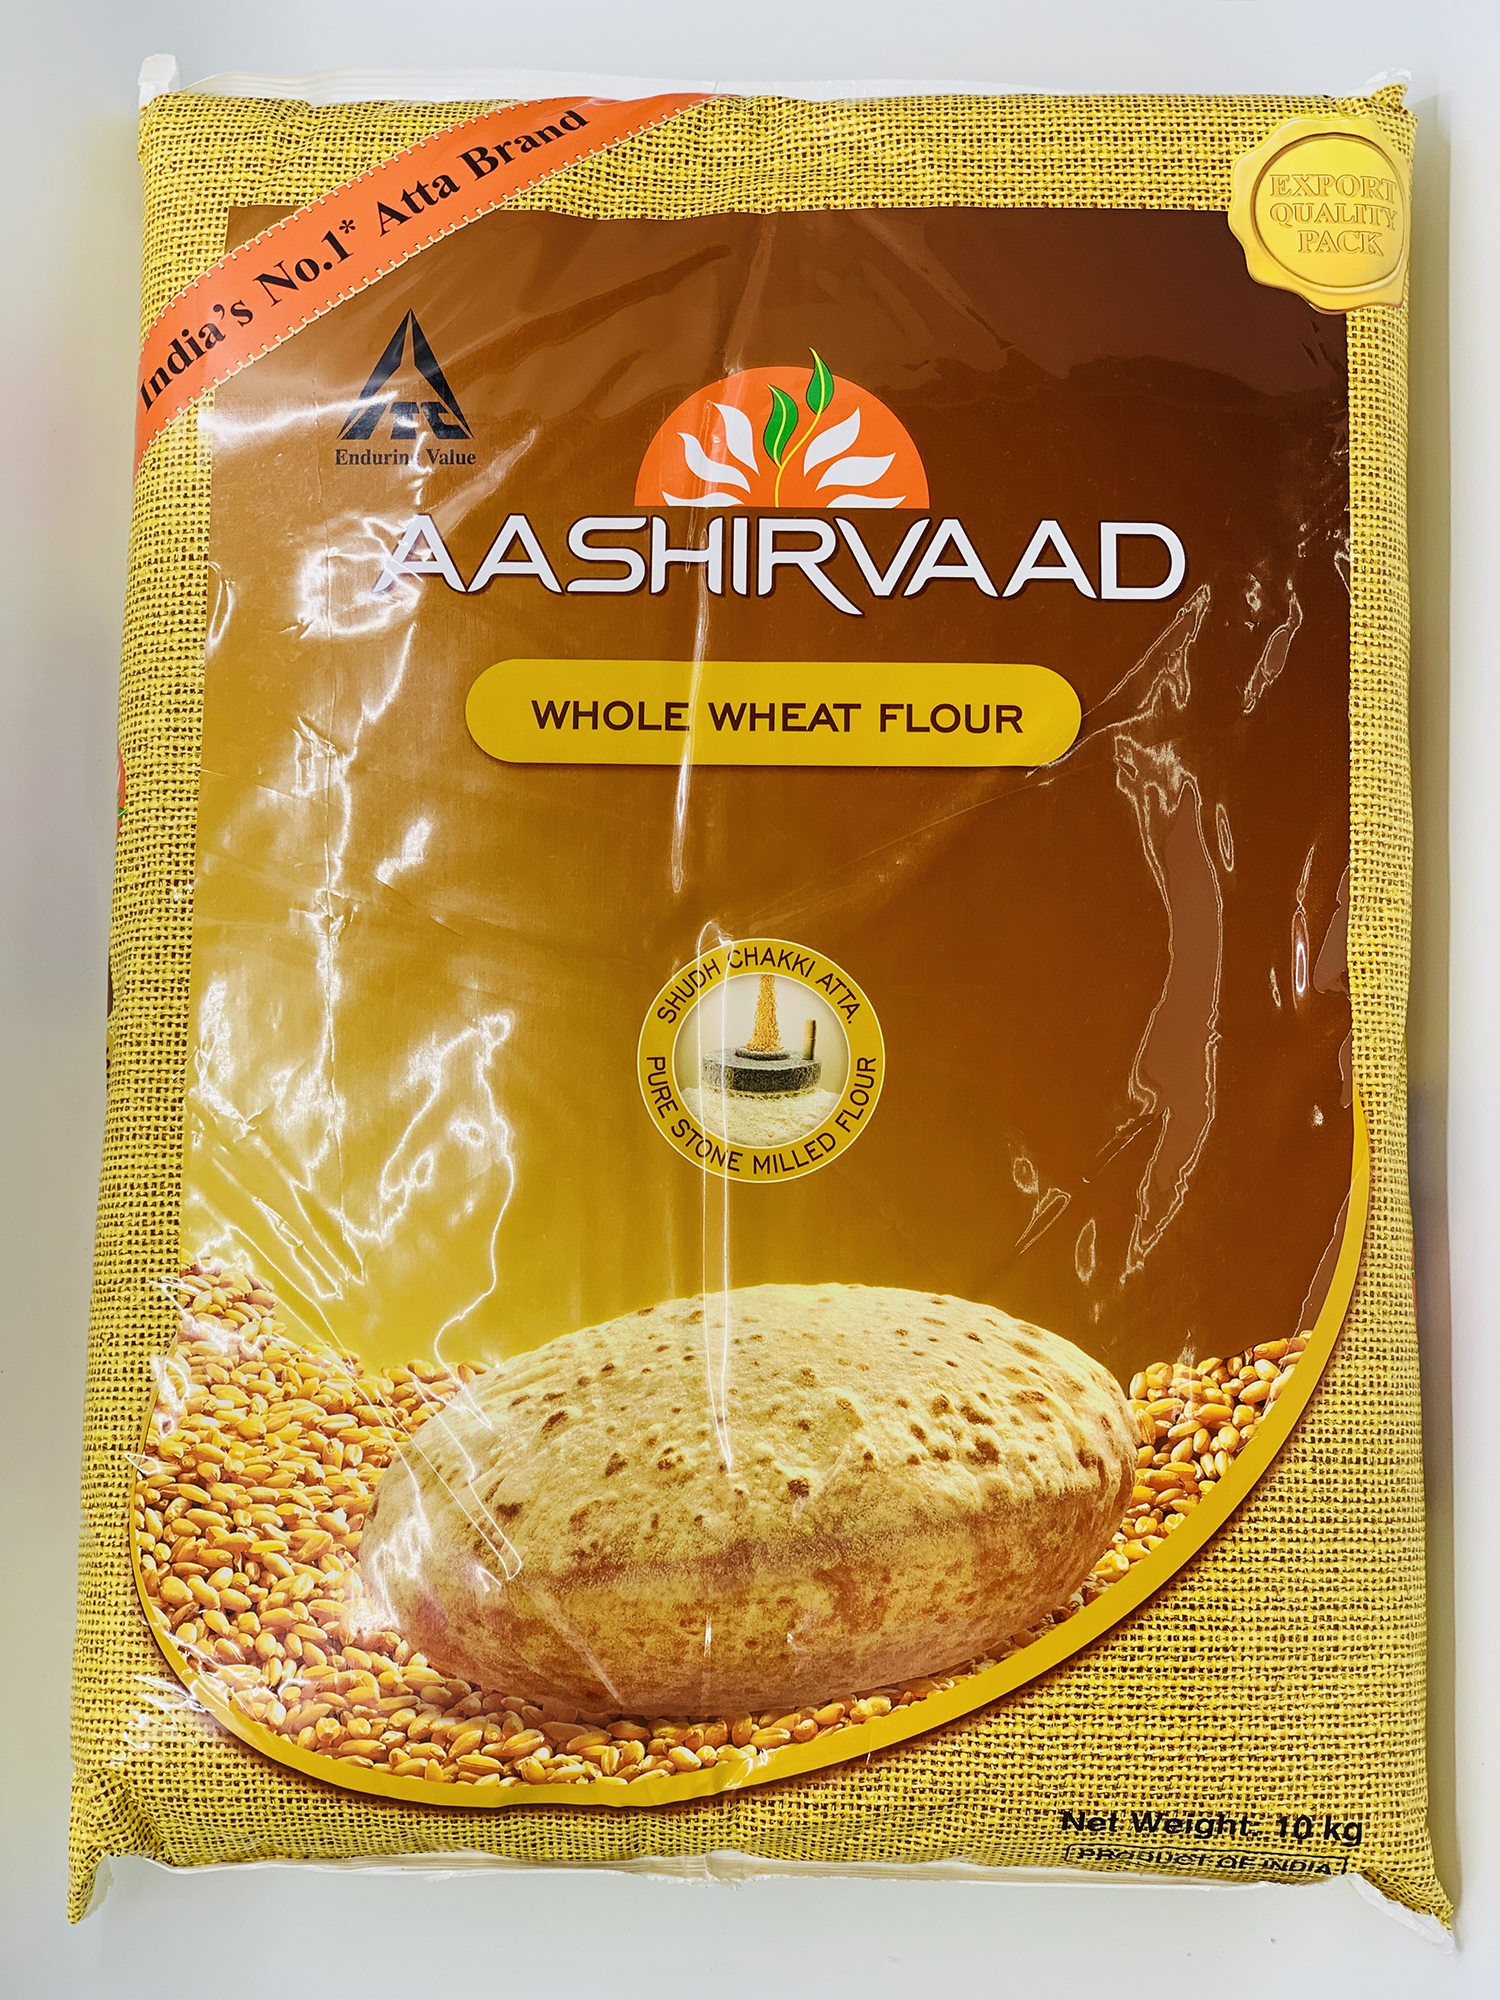 India's No.1* Atta Brand
EXPORT
QUALITY
PACK
ITC
Enduring Value
AASHIRVAAD
WHOLE WHEAT FLOUR
SHUDH CHAKKI ATTA.
PURE STONE MILLED FLOUR
Net Weight: 10 kg
PRODUCT OF INDIA